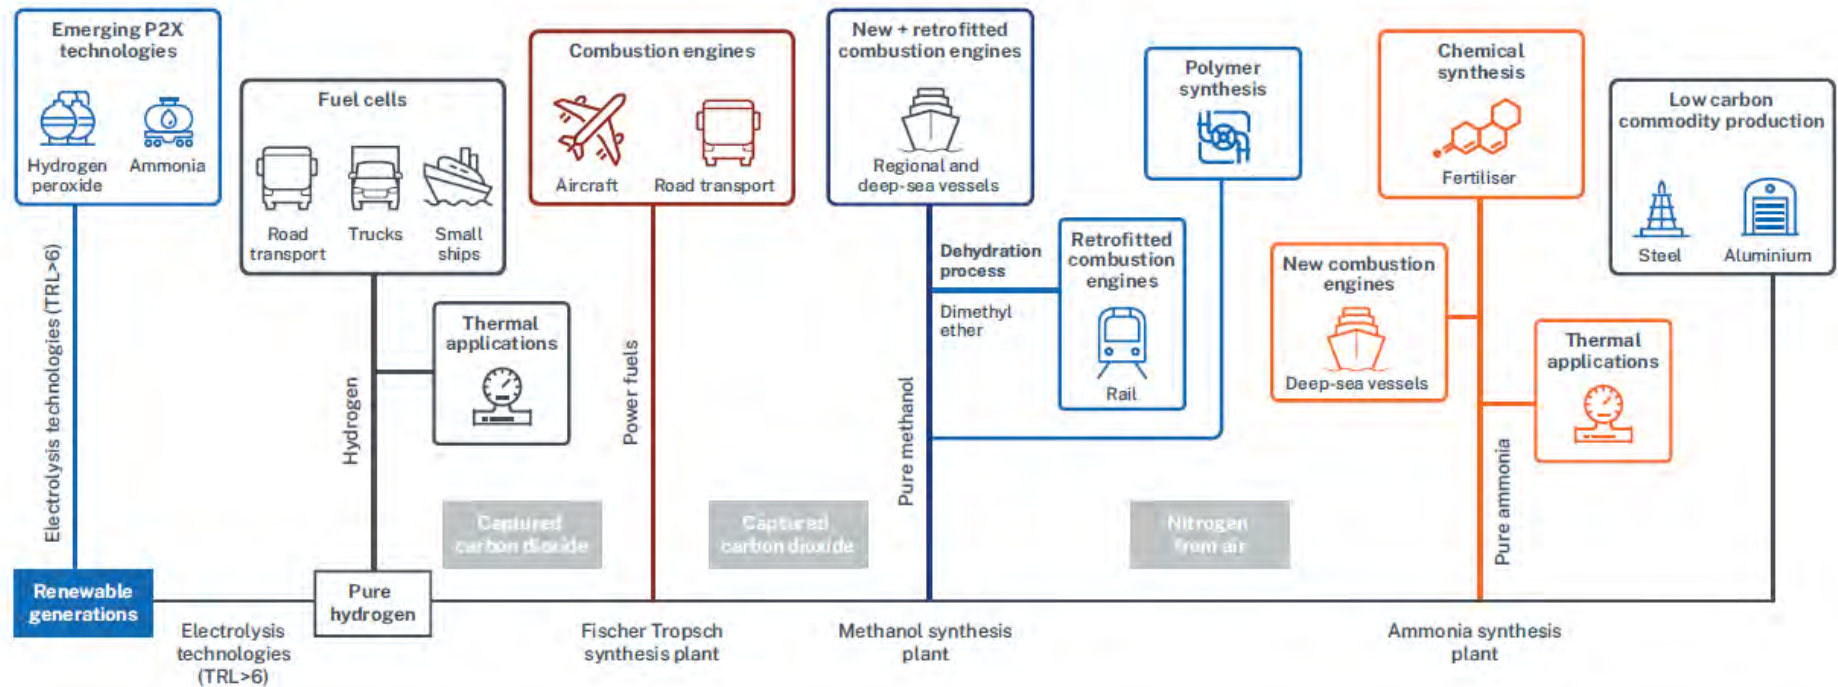 Emerging P2X
technologies
Hydrogen
peroxide
Ammonia
Electrolysis technologies (TRL>6)
Renewable
generations
Electrolysis
technologies
(TRL>6)
Fuel cells
Road
transport
Trucks
Small
ships
Thermal
applications
Hydrogen
Pure
hydrogen
Captured
carbon dioxide
Combustion engines
Aircraft
Road transport
Power fuels
Fischer Tropsch
synthesis plant
Captured
carbon dioxide
New + retrofitted
combustion engines
Regional and
deep-sea vessels
Dehydration
process
Dimethyl
ether
Pure methanol
Methanol synthesis
plant
Retrofitted
combustion
engines
Rail
Polymer
synthesis
Nitrogen
from air
Chemical
synthesis
Fertiliser
New combustion
engines
Deep-sea vessels
Thermal
applications
Pure ammonia
Ammonia synthesis
plant
Low carbon
commodity production
Steel
Aluminium